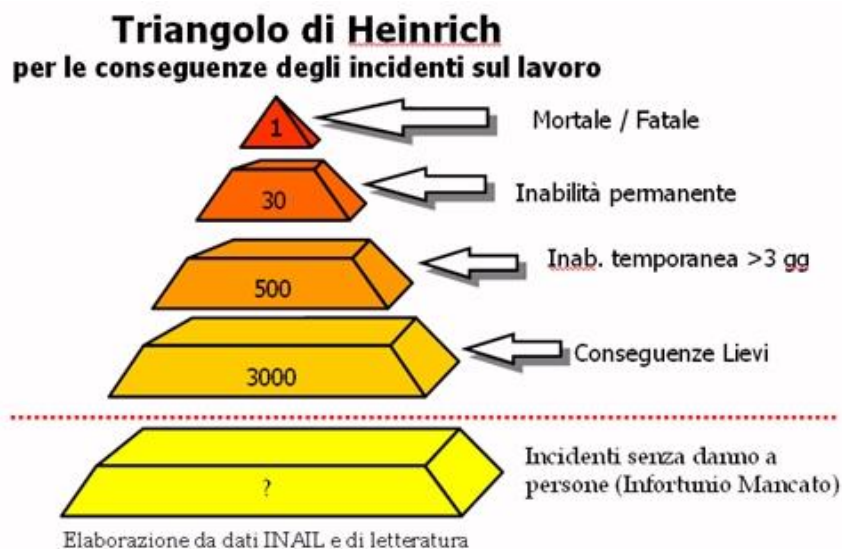 Triangolo di Heinrich
per le conseguenze degli incidenti sul lavoro
1
Mortale / Fatale
30
Inabilità permanente
500
Inab. temporanea >3 gg
3000
Conseguenze Lievi
?
Incidenti senza danno a
persone (Infortunio Mancato)
Elaborazione da dati INAIL e di letteratura